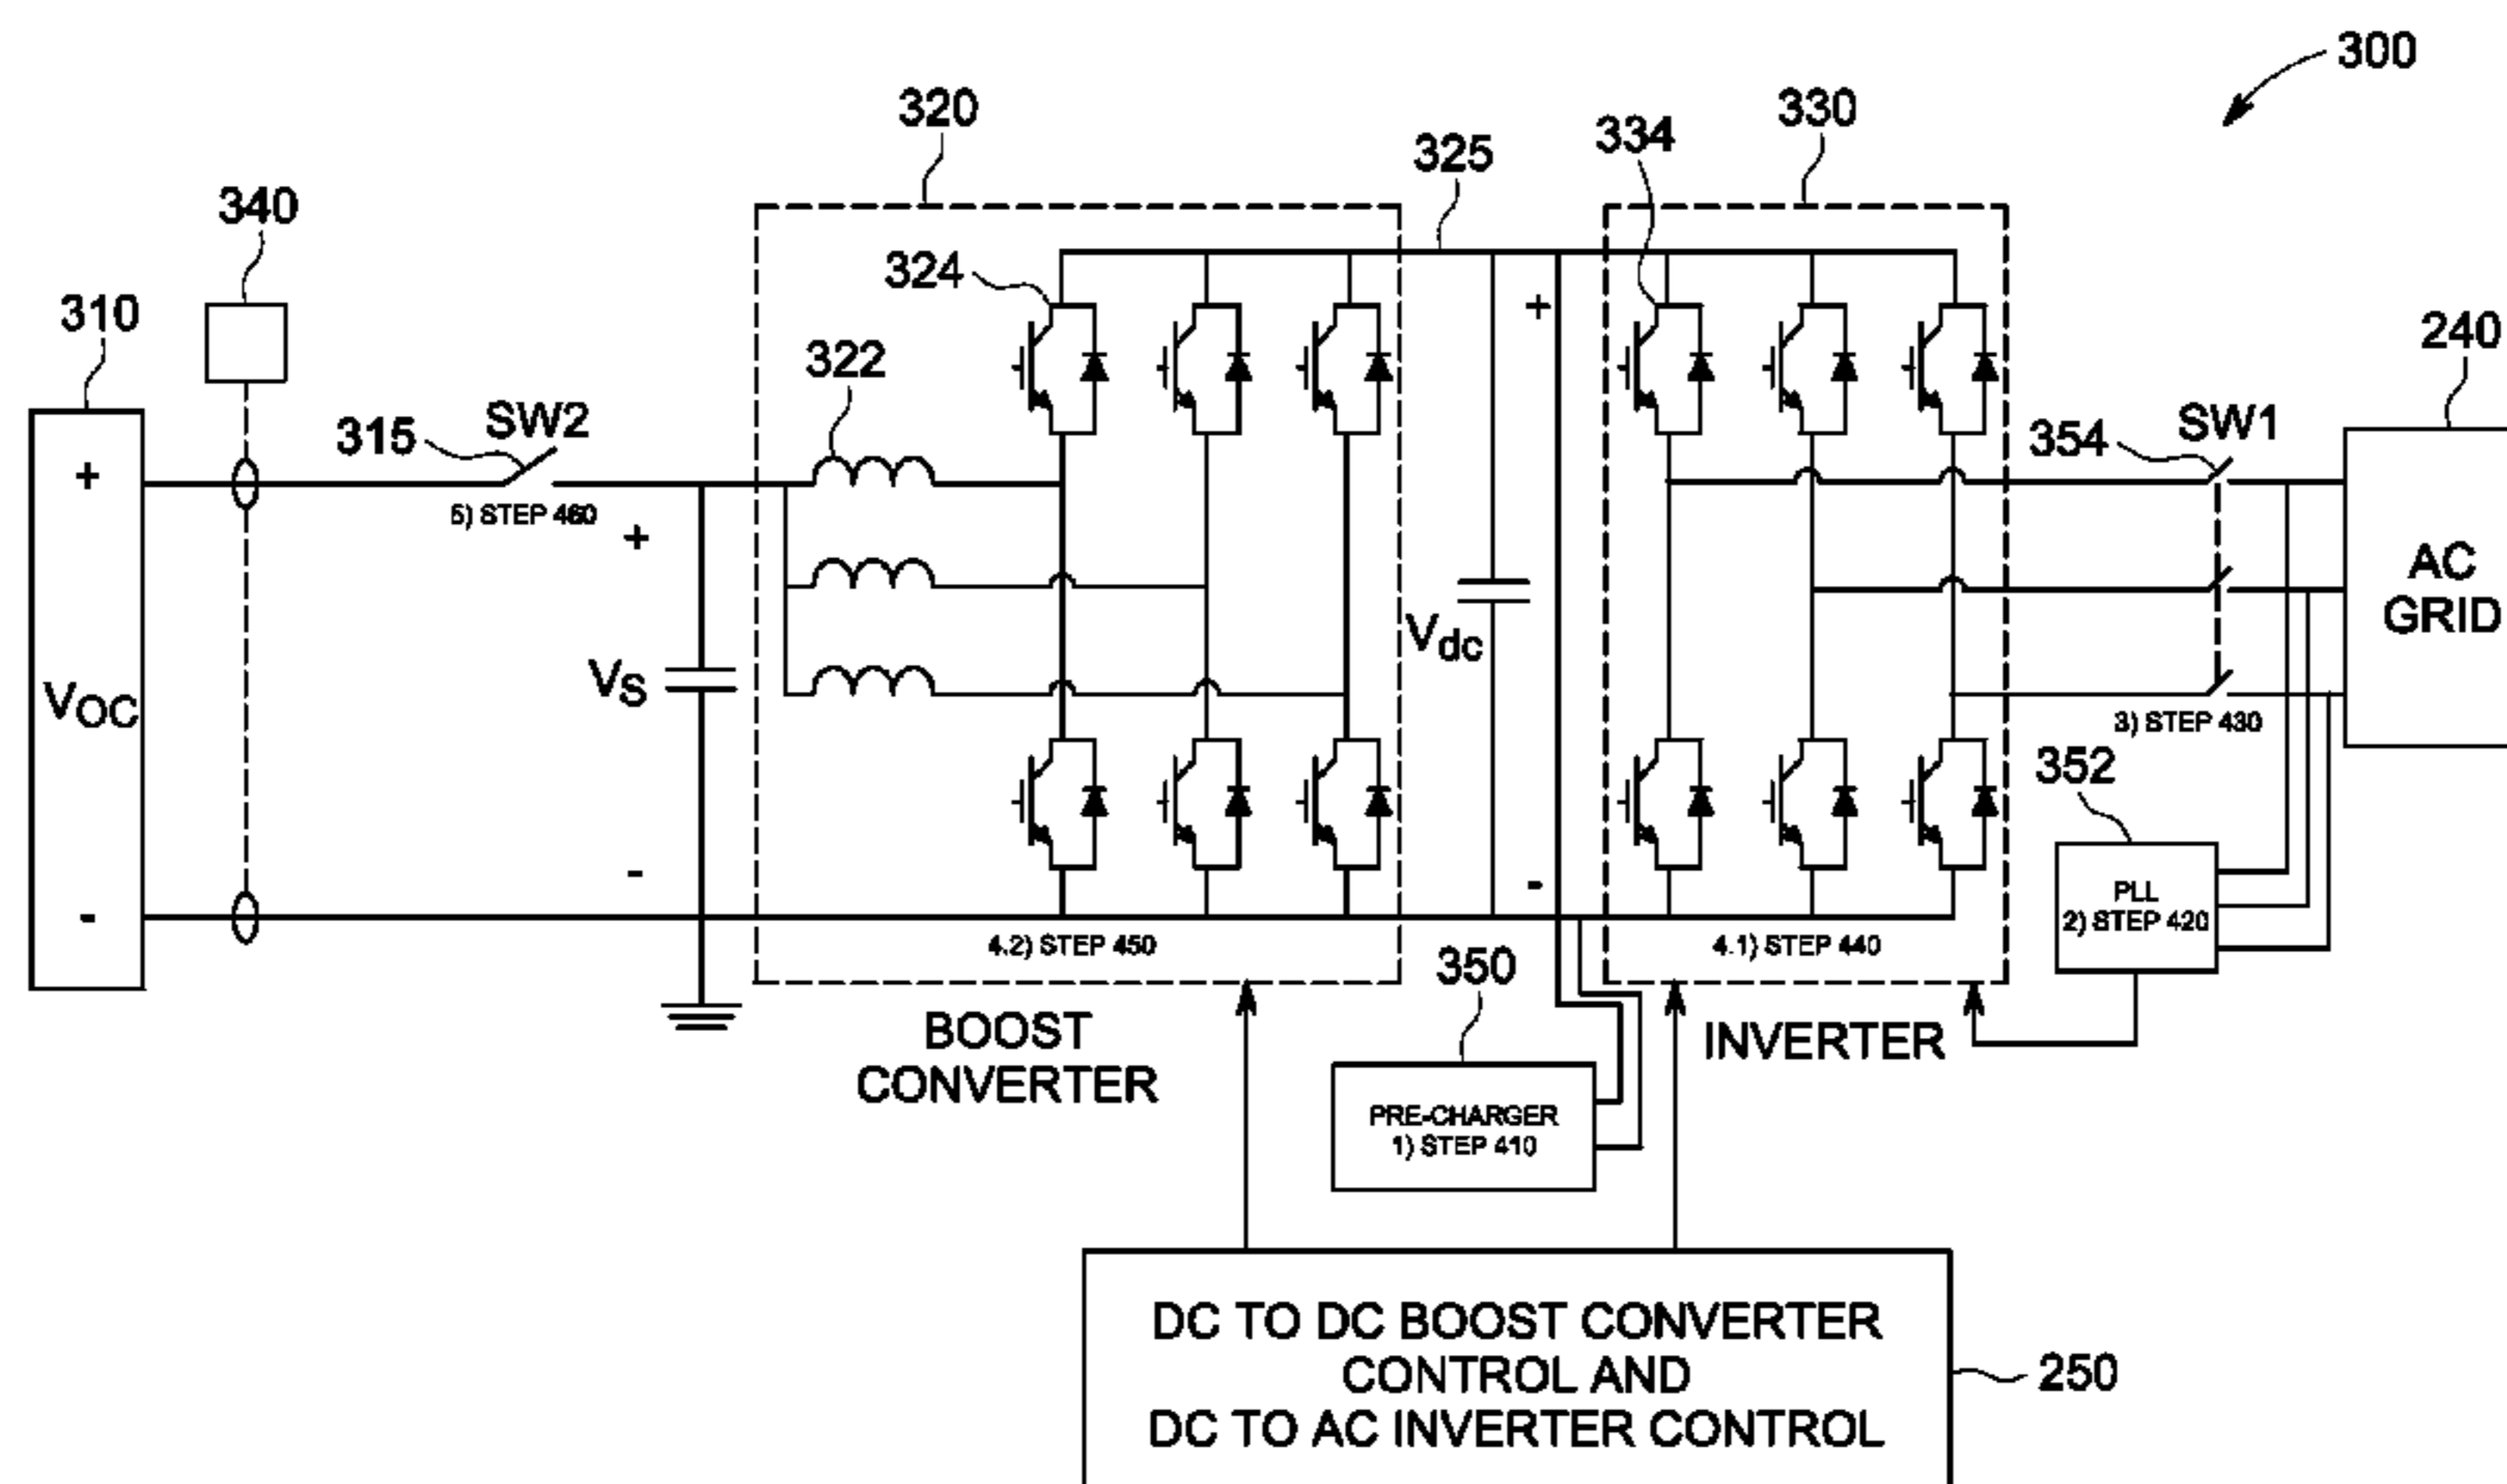 300
320
330
334
325
340
324
310
322
240
SW2
315
SW1
354
+
+
5) STEP 460
+
AC
GRID
Vdc
VS
VOC
3) STEP 430
352
-
-
PLL
2) STEP 420
-
4.2) STEP 450
4.1) STEP 440
350
BOOST
CONVERTER
INVERTER
PRE-CHARGER
1) STEP 410
DC TO DC BOOST CONVERTER
CONTROL AND
DC TO AC INVERTER CONTROL
250